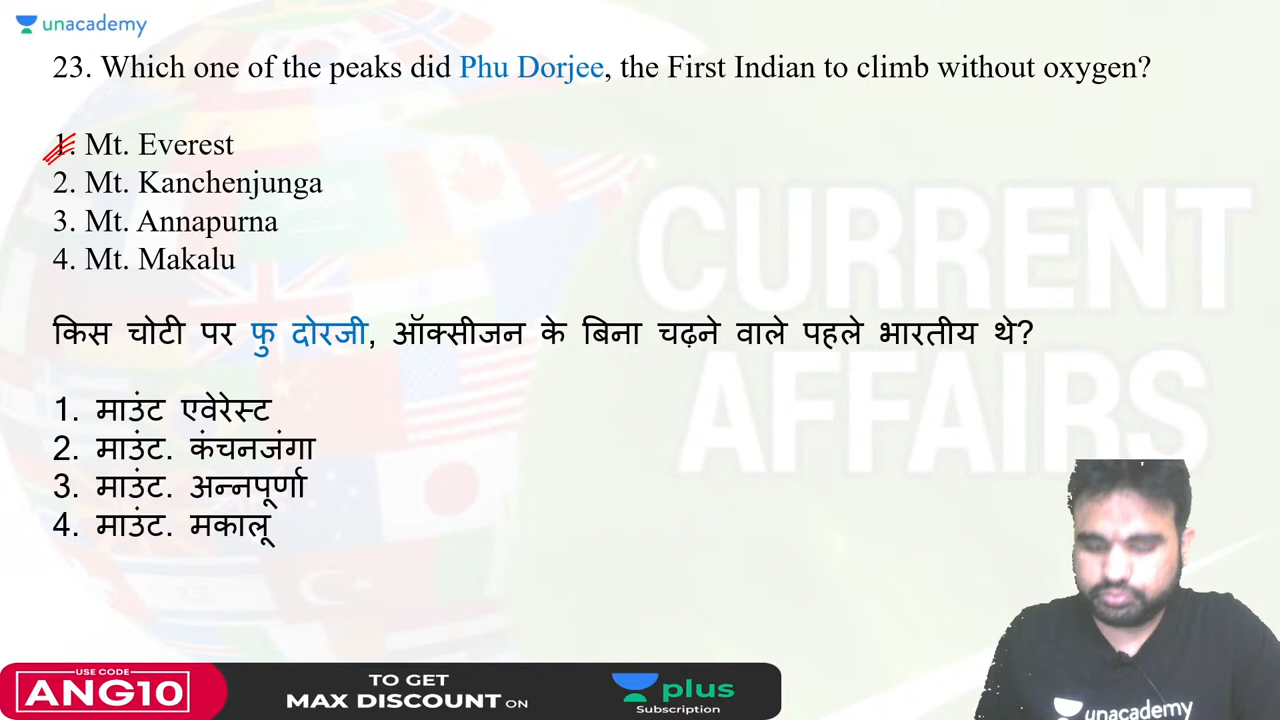 unacademy
23. Which one of the peaks did Phu Dorjee, the First Indian to climb without oxygen?
1. Mt. Everest
2. Mt. Kanchenjunga
3. Mt. Annapurna
4. Mt. Makalu
किस चोटी पर फु दोरजी, ऑक्सीजन के बिना चढ़ने वाले पहले भारतीय थे?
1. माउंट एवेरेस्ट
2. माउंट. कंचनजंगा
3. माउंट. अन्नपूर्णा
4. माउंट. मकालू
CURRENT
AFFAIRS
USE CODE
ANG10
TO GET
MAX DISCOUNT ON
plus
Subscription
unacademy